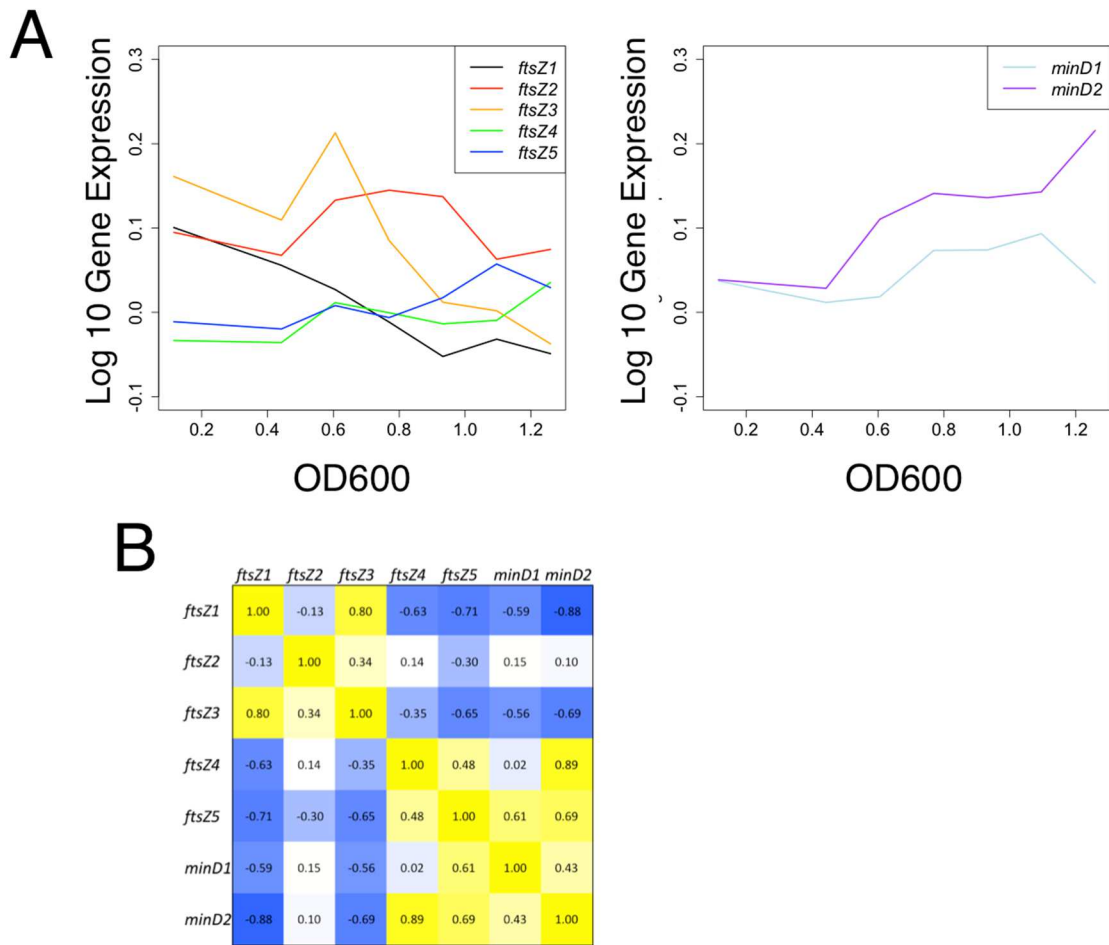 A
Log 10 Gene Expression
0.3
0.2
0.1
0.0
-0.1
ftsZ1
ftsZ2
ftsZ3
ftsZ4
ftsZ5
0.2 0.4 0.6 0.8 1.0 1.2
OD600
Log 10 Gene Expression
0.3
0.2
0.1
0.0
-0.1
minD1
minD2
0.2 0.4 0.6 0.8 1.0 1.2
OD600
B
ftsZ1 ftsZ2 ftsZ3 ftsZ4 ftsZ5 minD1 minD2
ftsZ1 1.00 -0.13 0.80 -0.63 -0.71 -0.59 -0.88
ftsZ2 -0.13 1.00 0.34 0.14 -0.30 0.15 0.10
ftsZ3 0.80 0.34 1.00 -0.35 -0.65 -0.56 -0.69
ftsZ4 -0.63 0.14 -0.35 1.00 0.48 0.02 0.89
ftsZ5 -0.71 -0.30 -0.65 0.48 1.00 0.61 0.69
minD1 -0.59 0.15 -0.56 0.02 0.61 1.00 0.43
minD2 -0.88 0.10 -0.69 0.89 0.69 0.43 1.00